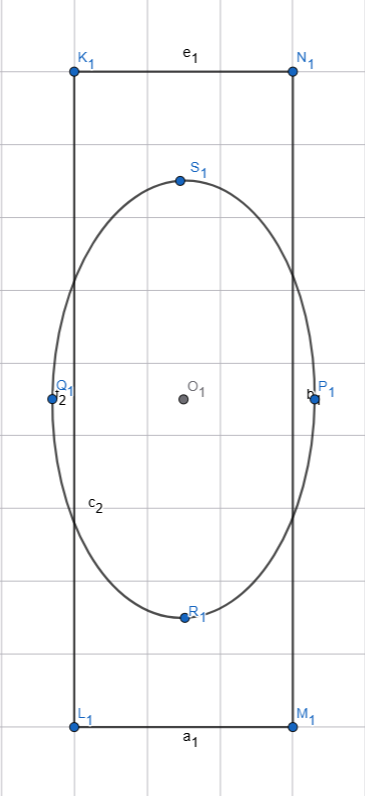 e₁
K₁ N₁
S₁
Q₁ O₁ P₁
c₂
R₁
L₁ M₁
a₁